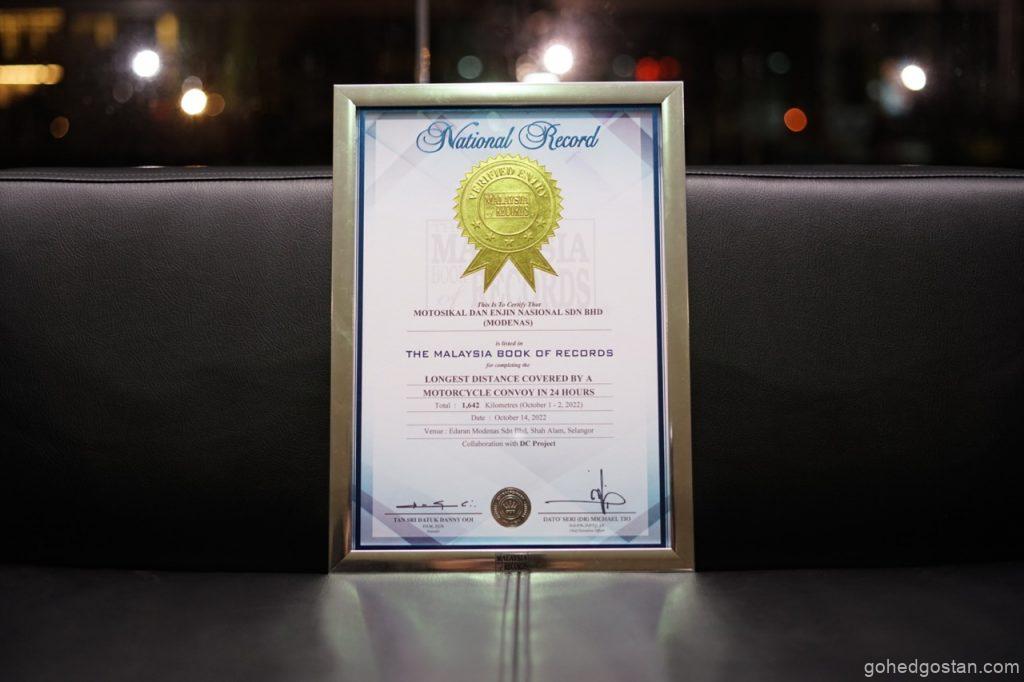 National Record
VERIFIED ENTRY
MALAYSIA
of RECORDS
This Is To Certify That
MOTOSIKAL DAN ENJIN NASIONAL SDN BHD
(MODENAS)
is listed in
THE MALAYSIA BOOK OF RECORDS
for completing the
LONGEST DISTANCE COVERED BY A
MOTORCYCLE CONVOY IN 24 HOURS
Total : 1,642 Kilometres (October 1 - 2, 2022)
Date : October 14, 2022
Venue : Edaran Modenas Sdn Bhd, Shah Alam, Selangor
Collaboration with DC Project
TAN SRI DATUK DANNY OOI
DATO' SERI (DR) MICHAEL TIO
MALAYSIA
of RECORDS
gohedgostan.com